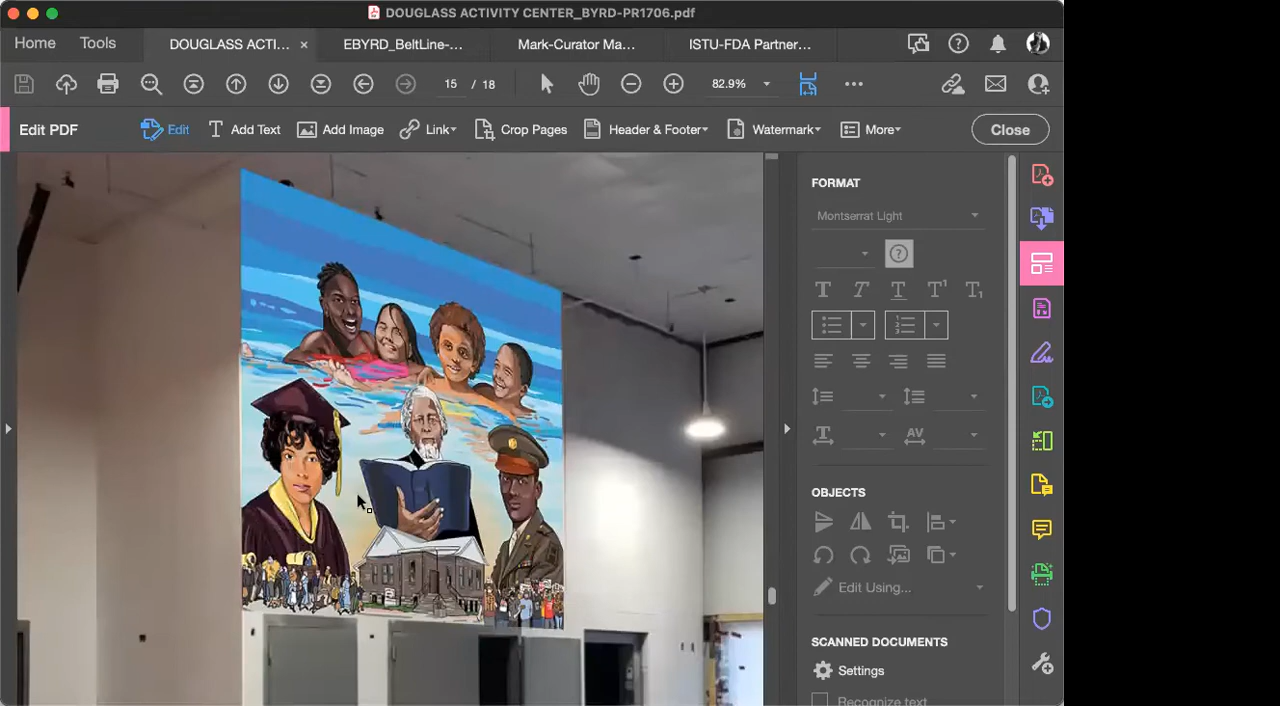 DOUGLASS ACTIVITY CENTER_BYRD-PR1706.pdf
Home Tools DOUGLASS ACTI... × EBYRD_BeltLine-... Mark-Curator Ma... ISTU-FDA Partner...
15 / 18 82.9%
Edit PDF Edit Add Text Add Image Link Crop Pages Header & Footer Watermark More Close
FORMAT
Montserrat Light
OBJECTS
Edit Using...
SCANNED DOCUMENTS
Settings
Recognize text